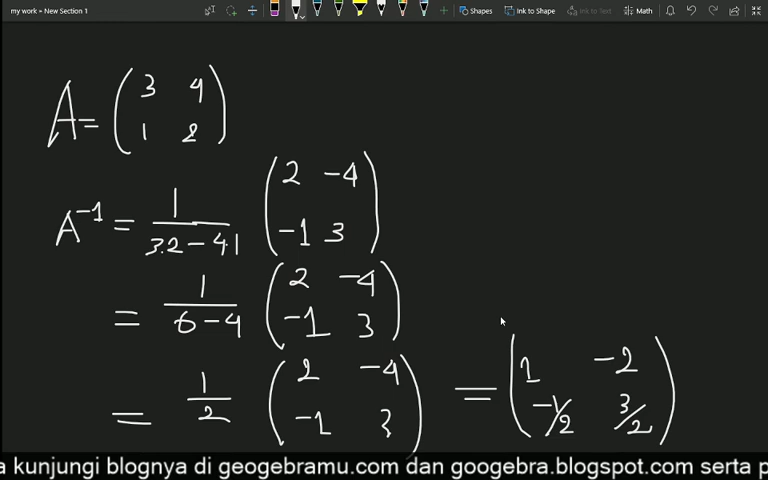 my work » New Section 1
Shapes Ink to Shape Ink to Text Math
A = ( 3 4
1 2 )
A⁻¹ = 1/(3.2 − 4.1) ( 2 −4
−1 3 )
= 1/(6 − 4) ( 2 −4
−1 3 )
= 1/2 ( 2 −4
−1 3 ) = ( 1 −2
−1/2 3/2 )
a kunjungi blognya di geogebramu.com dan googebra.blogspot.com serta p